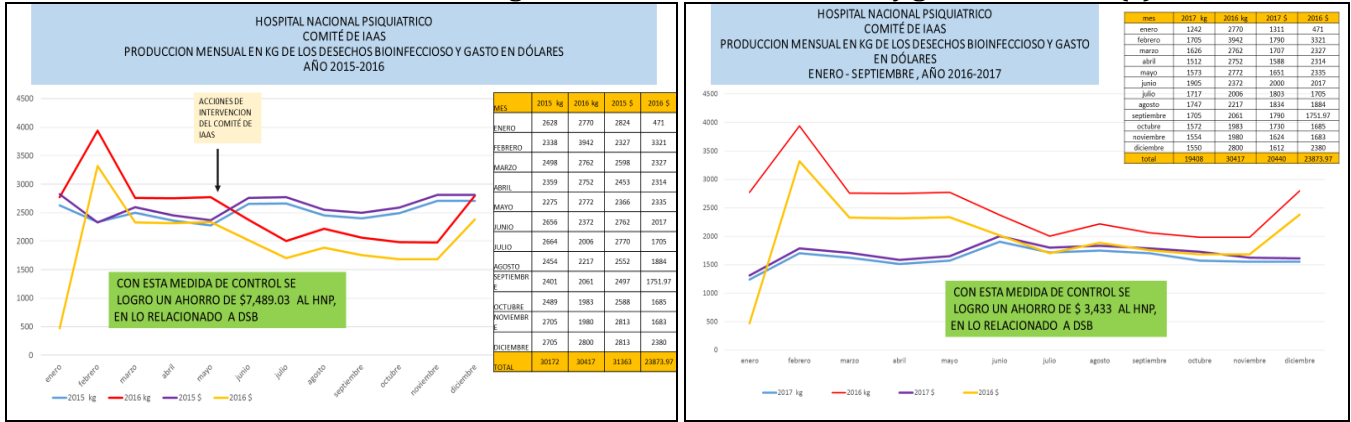 HOSPITAL NACIONAL PSIQUIATRICO
COMITÉ DE IAAS
PRODUCCION MENSUAL EN KG DE LOS DESECHOS BIOINFECCIOSO Y GASTO EN DÓLARES
AÑO 2015-2016
4500
4000
3500
3000
2500
2000
1500
1000
500
0
ACCIONES DE
INTERVENCION
DEL COMITÉ DE
IAAS
CON ESTA MEDIDA DE CONTROL SE
LOGRO UN AHORRO DE $7,489.03 AL HNP,
EN LO RELACIONADO A DSB
enero febrero marzo abril mayo junio julio agosto septiembre octubre noviembre diciembre
2015 kg 2016 kg 2015 $ 2016 $
MES 2015 kg 2016 kg 2015 $ 2016 $
ENERO 2628 2770 2824 471
FEBRERO 2338 3942 2327 3321
MARZO 2498 2762 2598 2327
ABRIL 2359 2752 2453 2314
MAYO 2275 2772 2366 2335
JUNIO 2656 2372 2762 2017
JULIO 2664 2006 2770 1705
AGOSTO 2454 2217 2552 1884
SEPTIEMBR
E 2401 2061 2497 1751.97
OCTUBRE 2489 1983 2588 1685
NOVIEMBR
E 2705 1980 2813 1683
DICIEMBRE 2705 2800 2813 2380
TOTAL 30172 30417 31363 23873.97
HOSPITAL NACIONAL PSIQUIATRICO
COMITÉ DE IAAS
PRODUCCION MENSUAL EN KG DE LOS DESECHOS BIOINFECCIOSO Y GASTO
EN DÓLARES
ENERO - SEPTIEMBRE , AÑO 2016-2017
mes 2017 kg 2016 kg 2017 $ 2016 $
enero 1242 2770 1311 471
febrero 1705 3942 1790 3321
marzo 1626 2762 1707 2327
abril 1512 2752 1588 2314
mayo 1573 2772 1651 2335
junio 1905 2372 2000 2017
julio 1717 2006 1803 1705
agosto 1747 2217 1834 1884
septiembre 1705 2061 1790 1751.97
octubre 1572 1983 1730 1685
noviembre 1550 1980 1624 1683
diciembre 1550 2800 1612 2380
total 19408 30417 20440 23873.97
4500
4000
3500
3000
2500
2000
1500
1000
500
0
CON ESTA MEDIDA DE CONTROL SE
LOGRO UN AHORRO DE $ 3,433 AL HNP,
EN LO RELACIONADO A DSB
enero febrero marzo abril mayo junio julio agosto septiembre octubre noviembre diciembre
2017 kg 2016 kg 2017 $ 2016 $